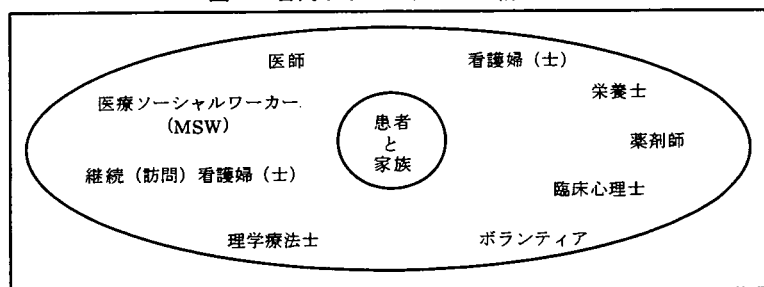 医師
看護婦（士）
栄養士
医療ソーシャルワーカー
(MSW)
患者
と
家族
薬剤師
継続（訪問）看護婦（士）
臨床心理士
理学療法士
ボランティア